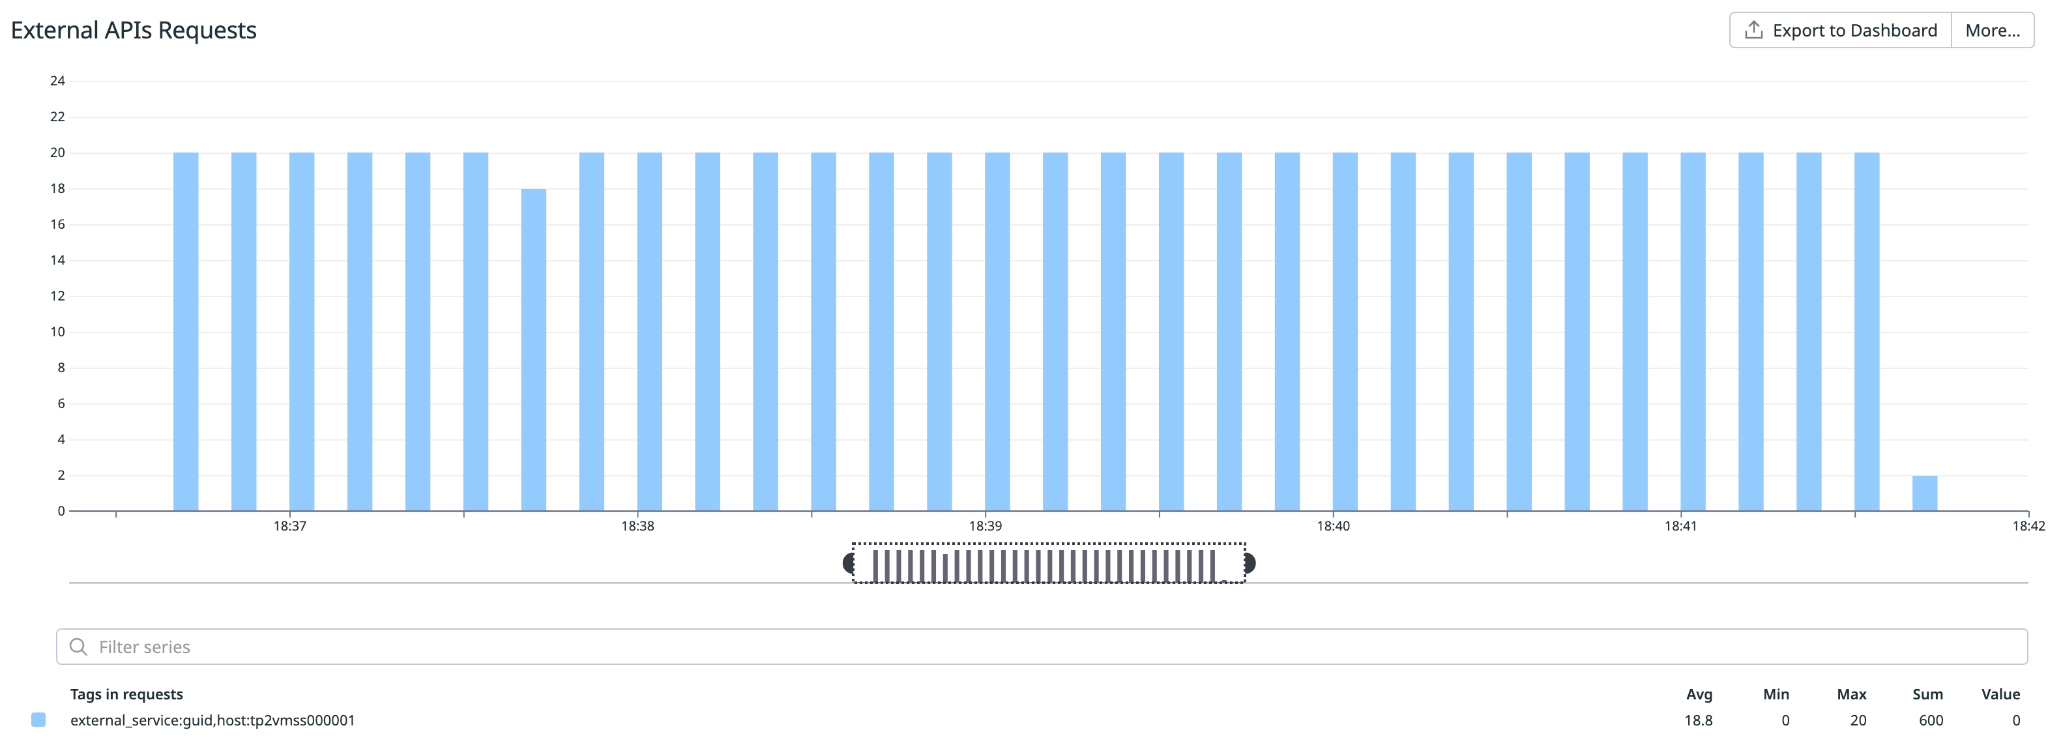 External APIs Requests
Export to Dashboard
More...
24
22
20
18
16
14
12
10
8
6
4
2
0
18:37 18:38 18:39 18:40 18:41 18:42
Filter series
Tags in requests Avg Min Max Sum Value
external_service:guid,host:tp2vmss000001 18.8 0 20 600 0